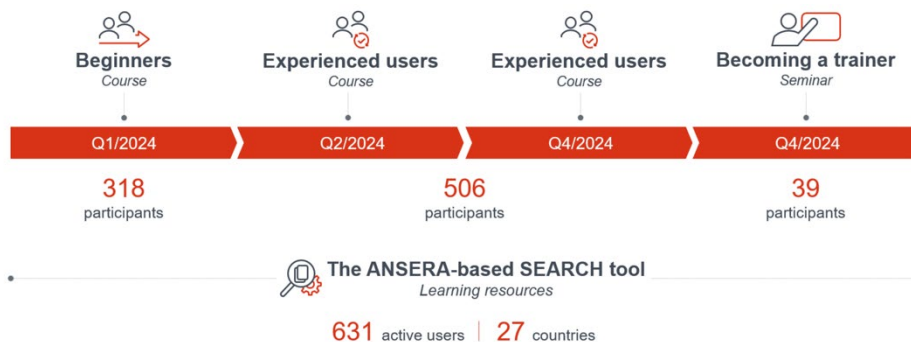 Beginners
Course
Experienced users
Course
Experienced users
Course
Becoming a trainer
Seminar
Q1/2024
Q2/2024
Q4/2024
Q4/2024
318
participants
506
participants
39
participants
The ANSERA-based SEARCH tool
Learning resources
631 active users | 27 countries